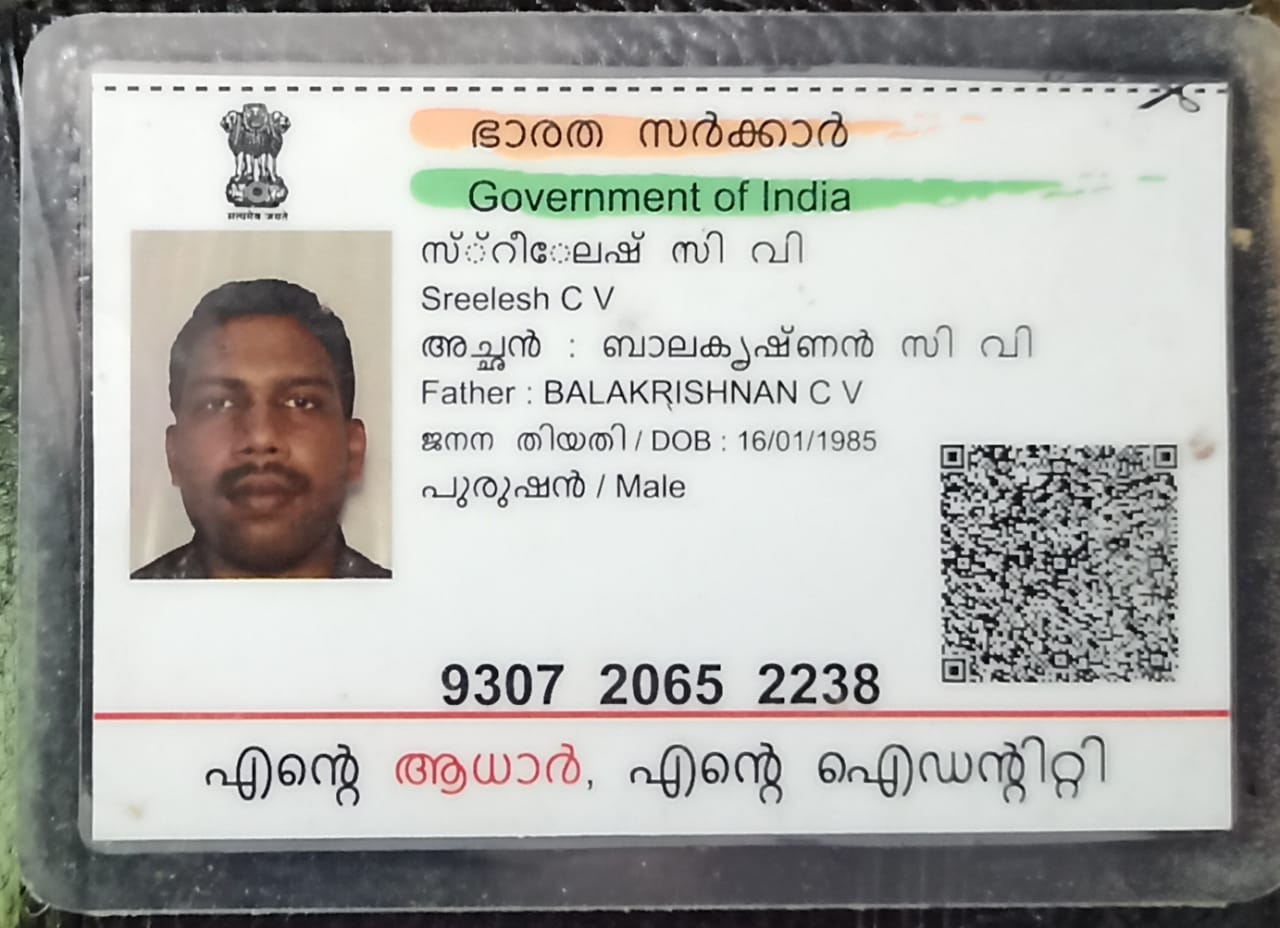 सत्यमेव जयते
ഭാരത സർക്കാർ
Government of India
സ്്റീേലഷ് സി വി
Sreelesh C V
അച്ഛൻ : ബാലകൃഷ്ണൻ സി വി
Father : BALAKRISHNAN C V
ജനന തിയതി / DOB : 16/01/1985
പുരുഷൻ / Male
9307 2065 2238
എന്റെ ആധാർ, എന്റെ ഐഡന്റിറ്റി